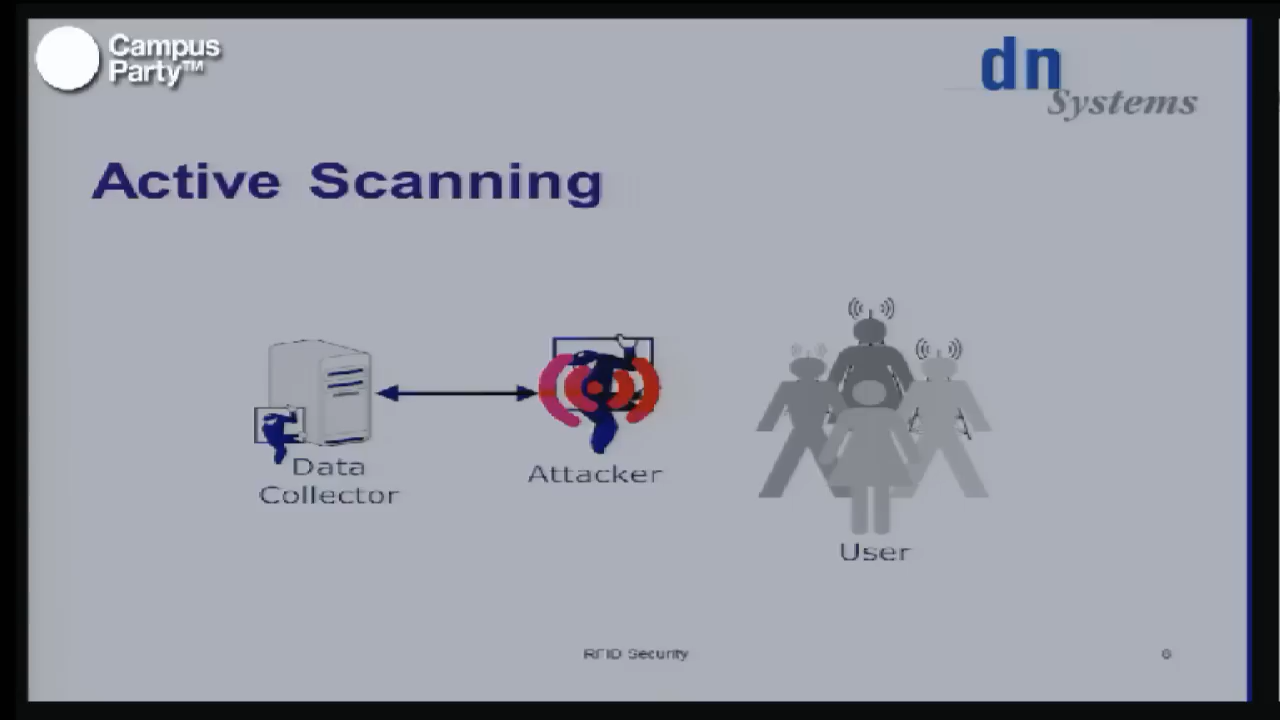 Campus
Party™
dn
Systems
Active Scanning
Data
Collector
Attacker
User
RFID Security